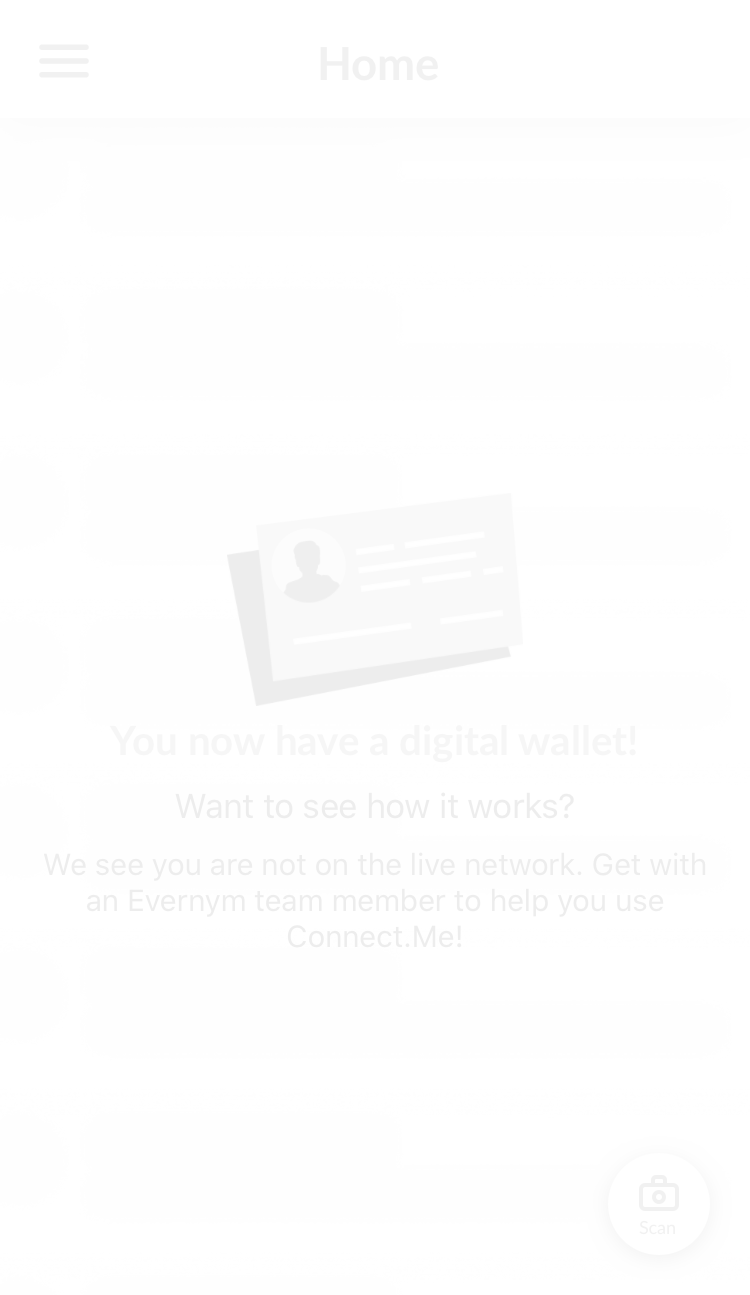 Home
You now have a digital wallet!
Want to see how it works?
We see you are not on the live network. Get with
an Evernym team member to help you use
Connect.Me!
Scan